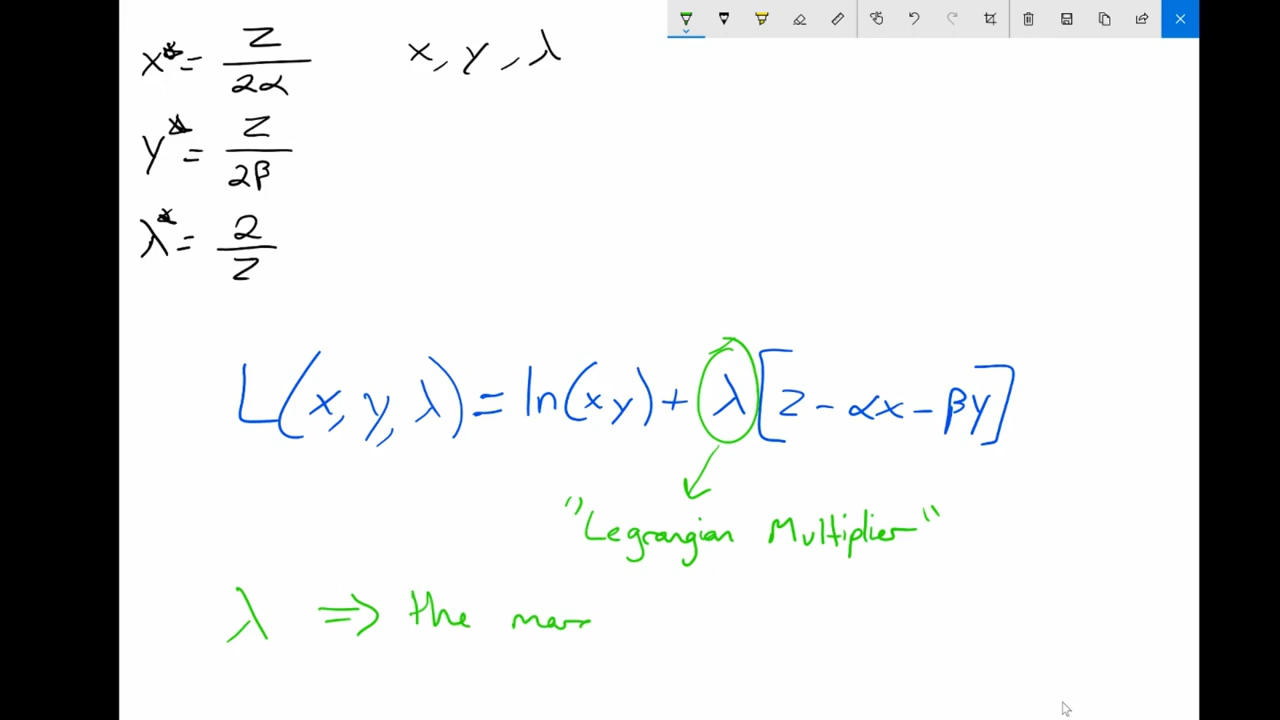 x* = Z / 2α
x, y, λ
y* = Z / 2β
λ* = 2 / Z
L(x, y, λ) = ln(xy) + λ[Z - αx - βy]
"Legrangian Multiplier"
λ ⇒ the mar